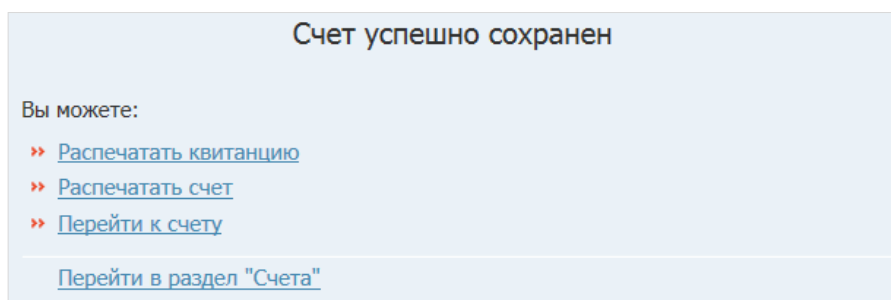 Счет успешно сохранен
Вы можете:
Распечатать квитанцию
Распечатать счет
Перейти к счету
Перейти в раздел "Счета"